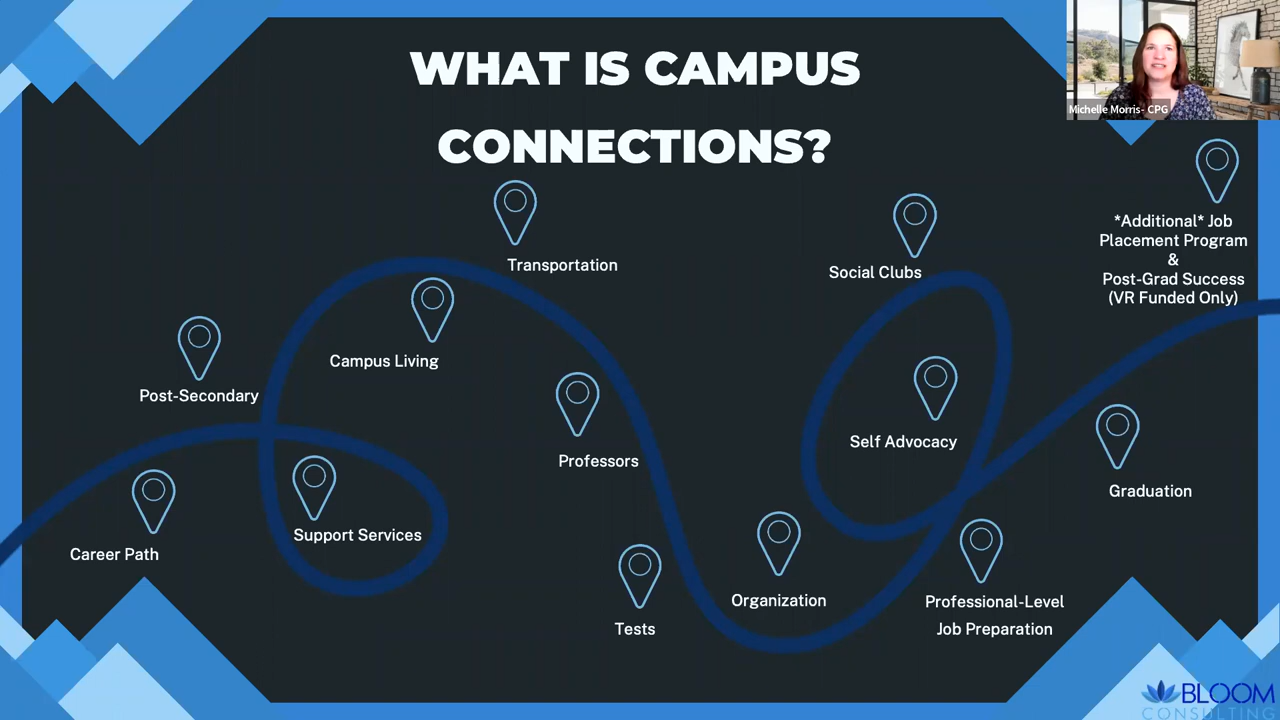 WHAT IS CAMPUS
CONNECTIONS?
Michelle Morris- CPG
Transportation
Social Clubs
*Additional* Job
Placement Program
&
Post-Grad Success
(VR Funded Only)
Campus Living
Post-Secondary
Professors
Self Advocacy
Graduation
Support Services
Career Path
Organization
Professional-Level
Job Preparation
Tests
BLOOM
CONSULTING